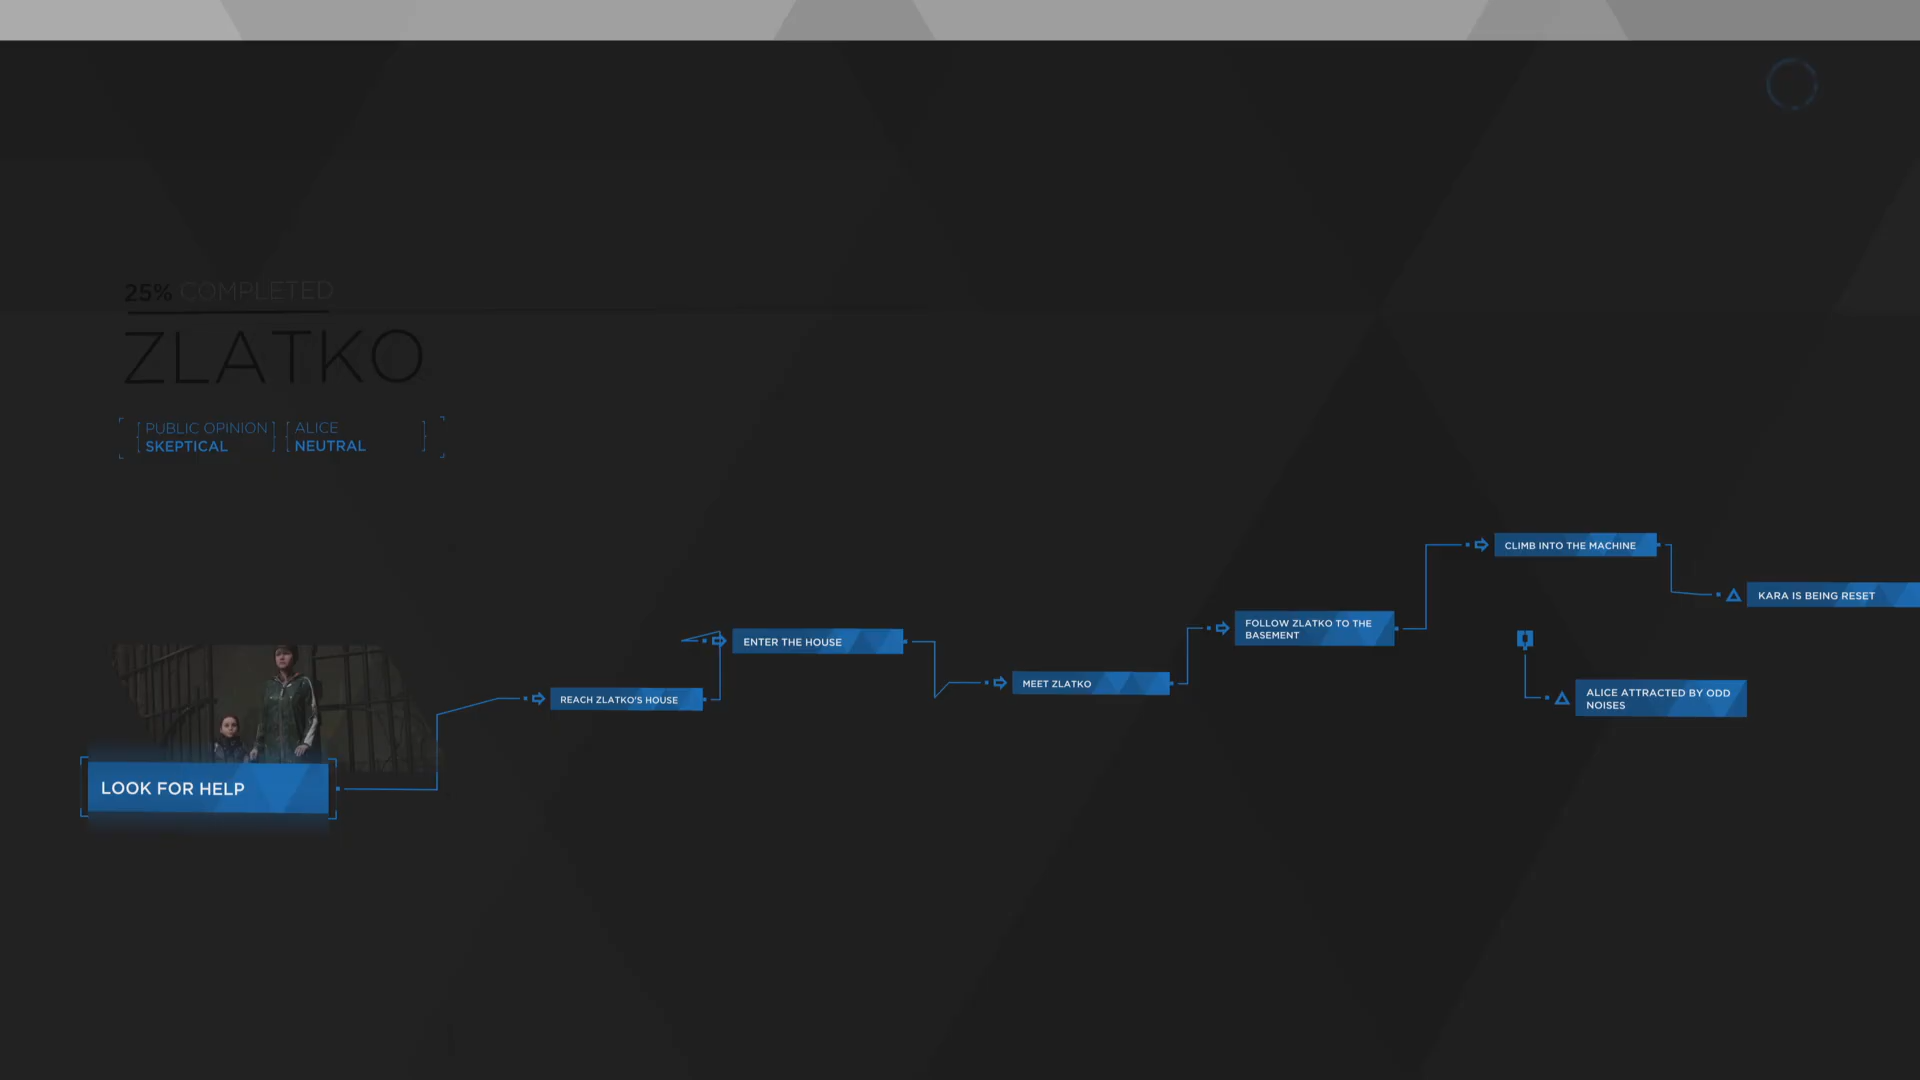 25% COMPLETED
ZLATKO
PUBLIC OPINION
SKEPTICAL
ALICE
NEUTRAL
LOOK FOR HELP
REACH ZLATKO'S HOUSE
ENTER THE HOUSE
MEET ZLATKO
FOLLOW ZLATKO TO THE
BASEMENT
CLIMB INTO THE MACHINE
KARA IS BEING RESET
ALICE ATTRACTED BY ODD
NOISES